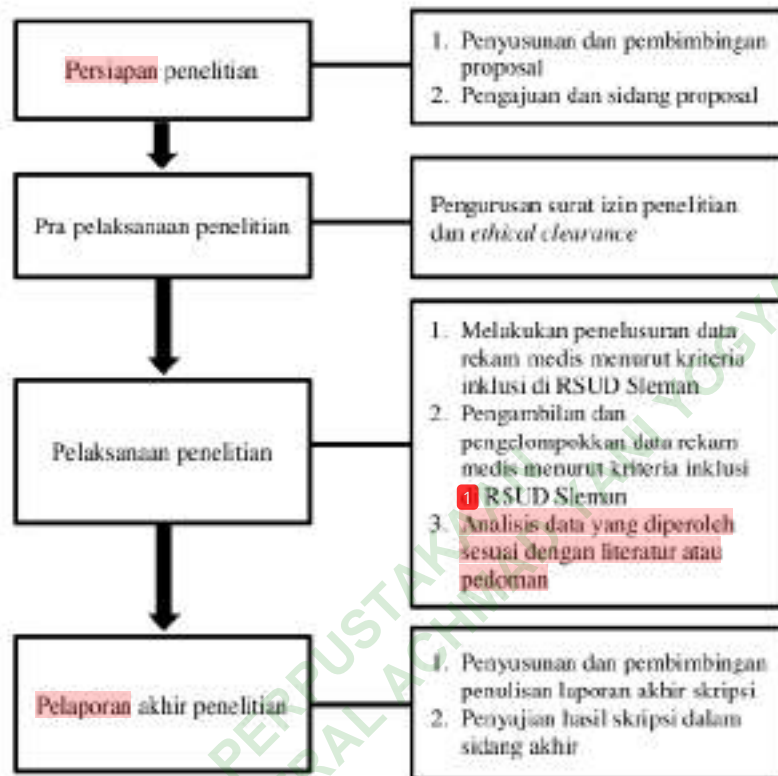 Persiapan penelitian
1. Penyusunan dan pembimbingan
proposal
2. Pengajuan dan sidang proposal
Pra pelaksanaan penelitian
Pengurusan surat izin penelitian
dan ethical clearance
Pelaksanaan penelitian
1. Melakukan penelusuran data
rekam medis menurut kriteria
inklusi di RSUD Sleman
2. Pengambilan dan
pengelompokkan data rekam
medis menurut kriteria inklusi
1 RSUD Sleman
3. Analisis data yang diperoleh
sesuai dengan literatur atau
pedoman
Pelaporan akhir penelitian
1. Penyusunan dan pembimbingan
penulisan laporan akhir skripsi
2. Penyajian hasil skripsi dalam
sidang akhir
PERPUSTAKAAN
ACHMAD YANI